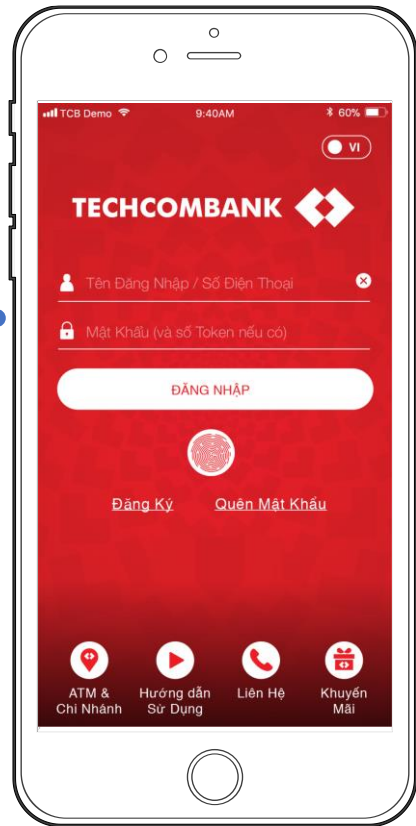 TCB Demo 9:40AM 60%
VI
TECHCOMBANK
Tên Đăng Nhập / Số Điện Thoại
Mật Khẩu (và số Token nếu có)
ĐĂNG NHẬP
Đăng Ký Quên Mật Khẩu
ATM & Hướng dẫn Liên Hệ Khuyến
Chi Nhánh Sử Dụng Mãi